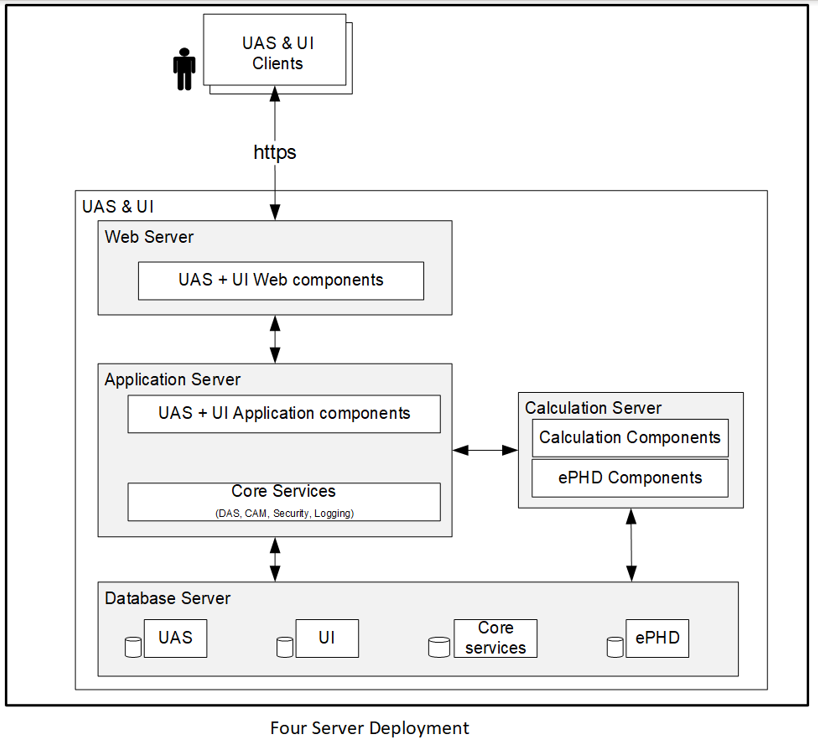 UAS & UI
Clients
https
UAS & UI
Web Server
UAS + UI Web components
Application Server
UAS + UI Application components
Core Services
(DAS, CAM, Security, Logging)
Calculation Server
Calculation Components
ePHD Components
Database Server
UAS
UI
Core
services
ePHD
Four Server Deployment